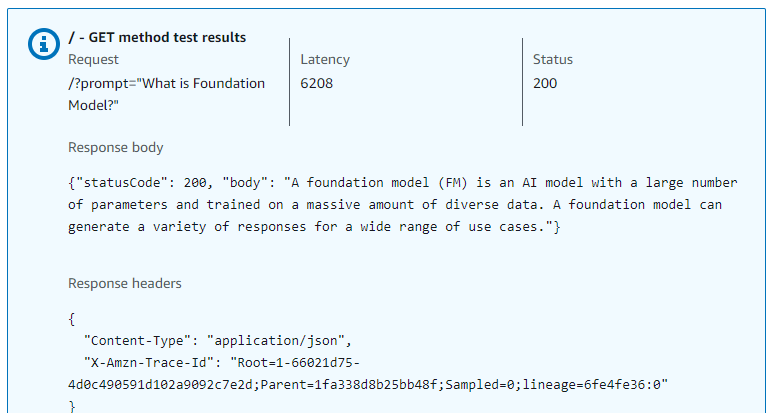 / - GET method test results
Request
Latency
Status
/?prompt="What is Foundation
Model?"
6208
200
Response body
{"statusCode": 200, "body": "A foundation model (FM) is an AI model with a large number
of parameters and trained on a massive amount of diverse data. A foundation model can
generate a variety of responses for a wide range of use cases."}
Response headers
{
  "Content-Type": "application/json",
  "X-Amzn-Trace-Id": "Root=1-66021d75-
4d0c490591d102a9092c7e2d;Parent=1fa338d8b25bb48f;Sampled=0;lineage=6fe4fe36:0"
}